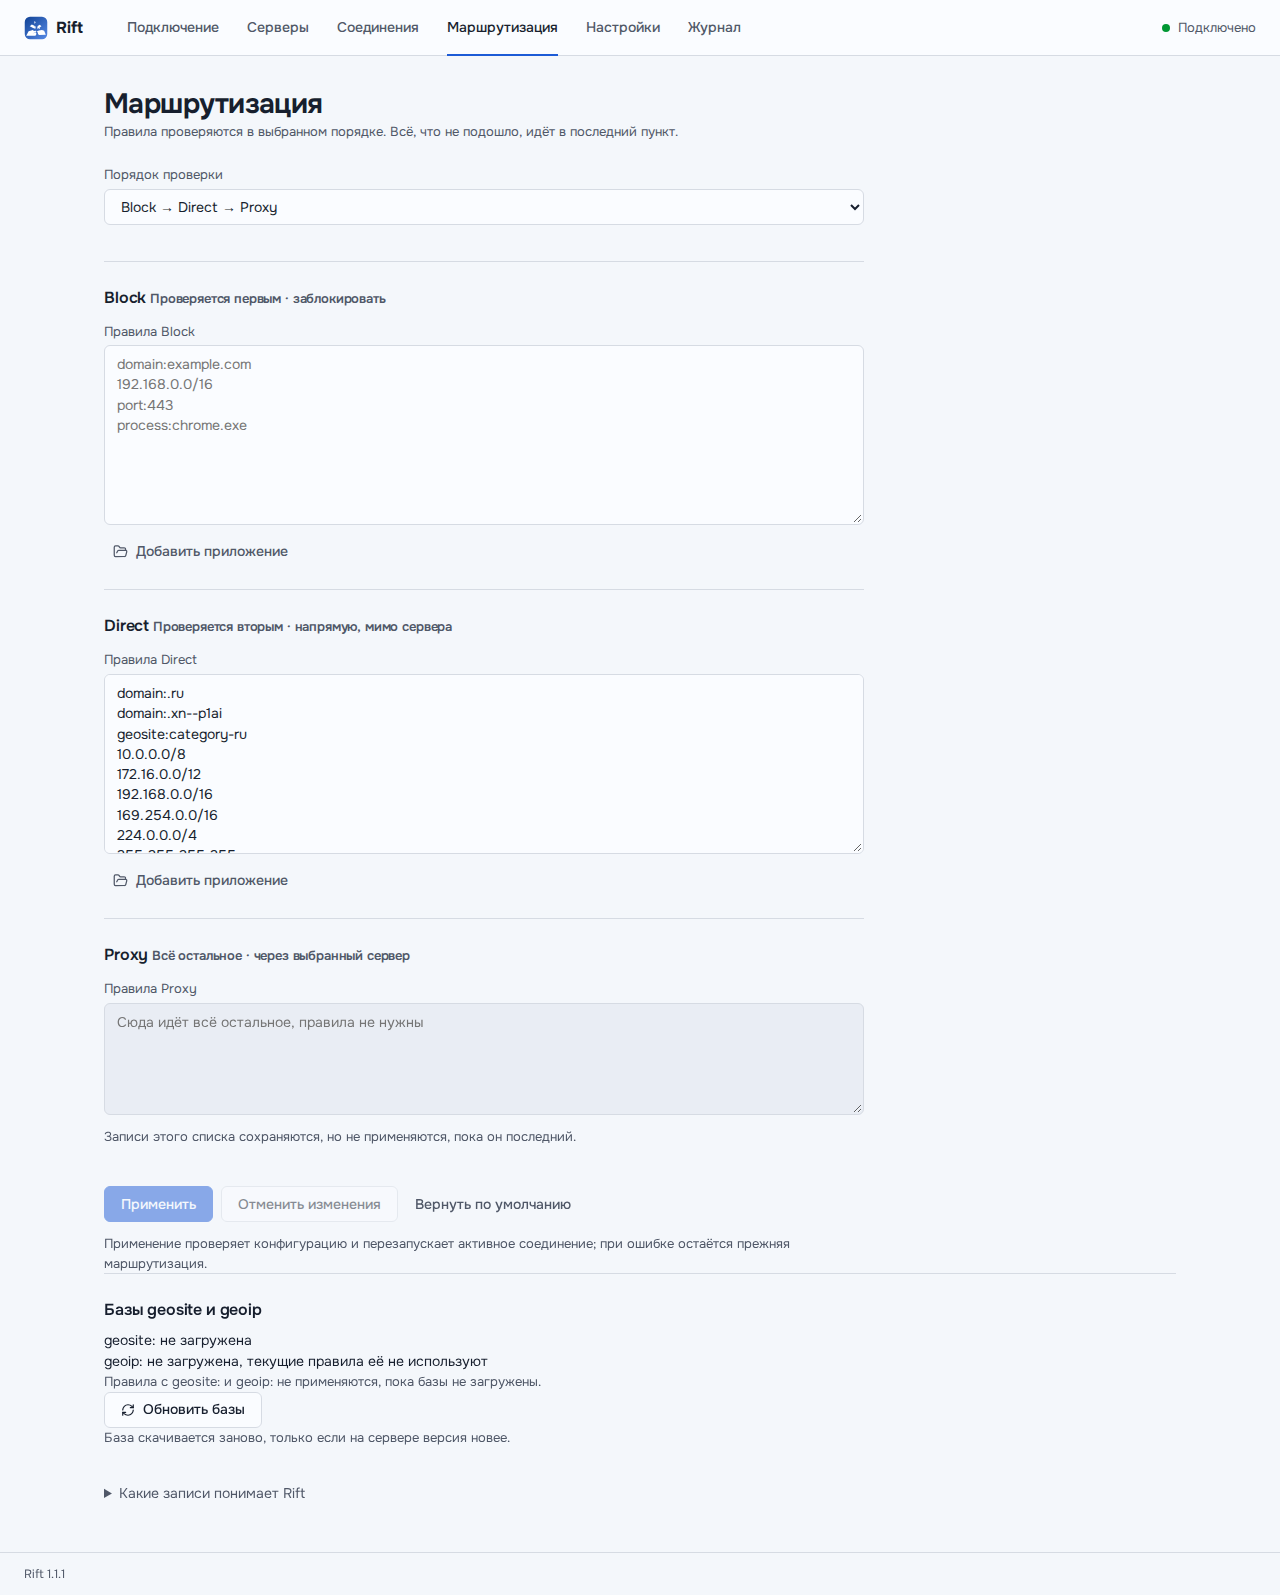 Rift
Подключение
Серверы
Соединения
Маршрутизация
Настройки
Журнал
Подключено
Маршрутизация
Правила проверяются в выбранном порядке. Всё, что не подошло, идёт в последний пункт.
Порядок проверки
Block → Direct → Proxy
Block Проверяется первым · заблокировать
Правила Block
domain:example.com
192.168.0.0/16
port:443
process:chrome.exe
Добавить приложение
Direct Проверяется вторым · напрямую, мимо сервера
Правила Direct
domain:.ru
domain:.xn--p1ai
geosite:category-ru
10.0.0.0/8
172.16.0.0/12
192.168.0.0/16
169.254.0.0/16
224.0.0.0/4
255.255.255.255
Добавить приложение
Proxy Всё остальное · через выбранный сервер
Правила Proxy
Сюда идёт всё остальное, правила не нужны
Записи этого списка сохраняются, но не применяются, пока он последний.
Применить
Отменить изменения
Вернуть по умолчанию
Применение проверяет конфигурацию и перезапускает активное соединение; при ошибке остаётся прежняя
маршрутизация.
Базы geosite и geoip
geosite: не загружена
geoip: не загружена, текущие правила её не используют
Правила с geosite: и geoip: не применяются, пока базы не загружены.
Обновить базы
База скачивается заново, только если на сервере версия новее.
Какие записи понимает Rift
Rift 1.1.1